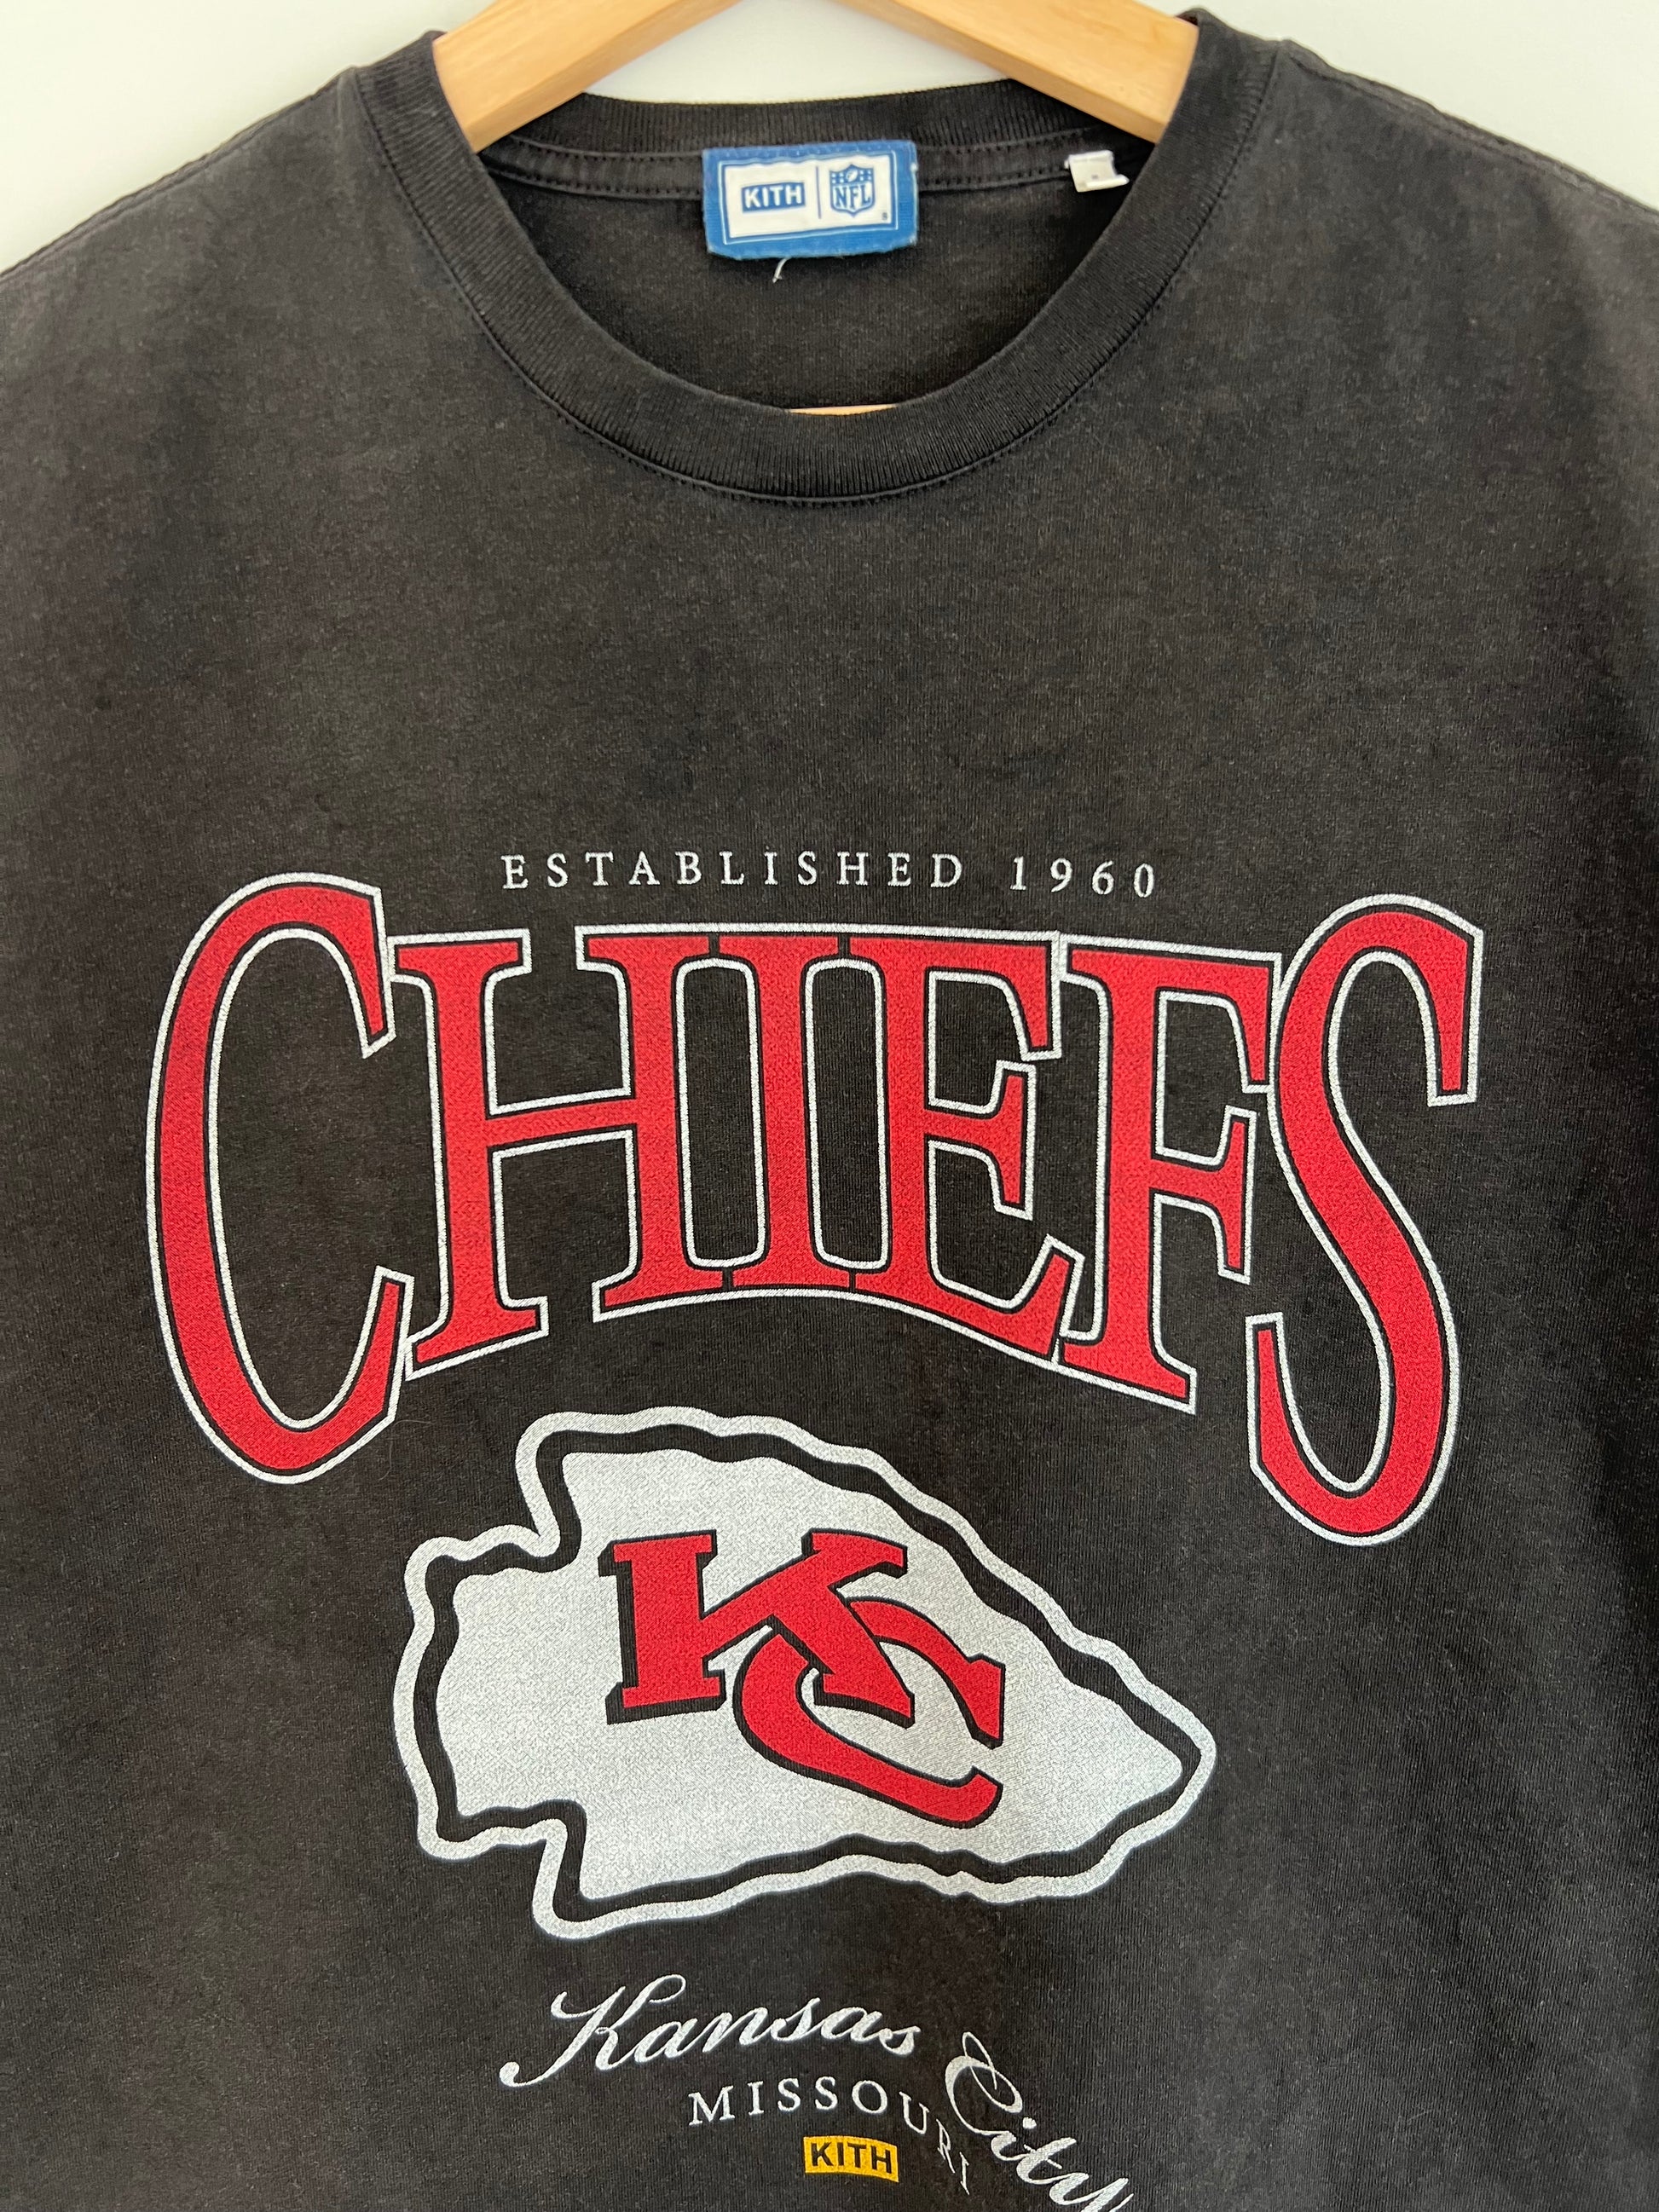 KITH NFL
ESTABLISHED 1960
CHIEFS
KC
Kansas City
MISSOURI
KITH